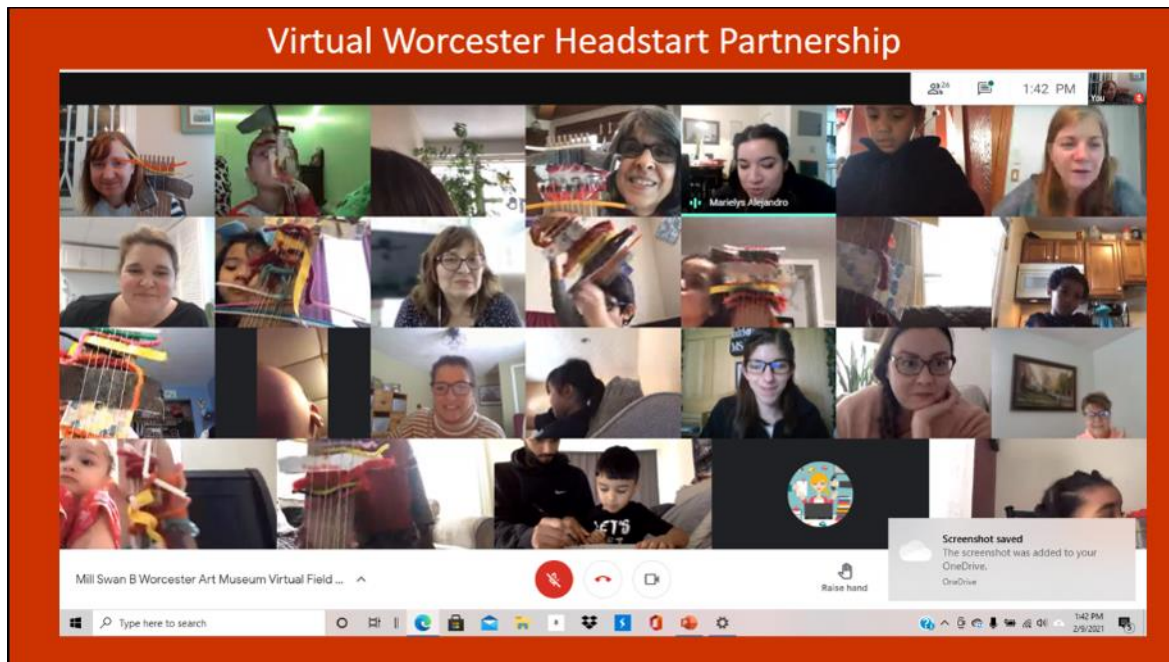 Virtual Worcester Headstart Partnership
26
1:42 PM
You
Marielys Alejandro
LET'S
Mill Swan B Worcester Art Museum Virtual Field ...
Raise hand
Screenshot saved
The screenshot was added to your
OneDrive.
OneDrive
Type here to search
1:42 PM
2/9/2021